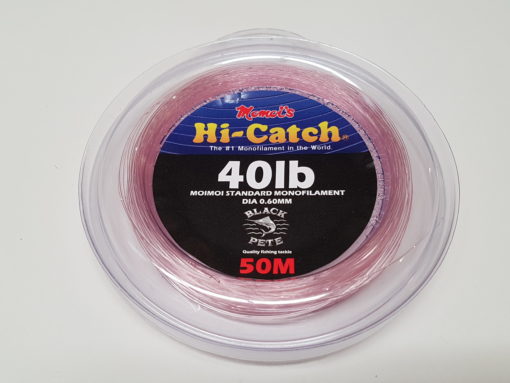 Momoi's
Hi-Catch®
The #1 Monofilament in the World.
40lb
MOIMOI STANDARD MONOFILAMENT
DIA 0.60MM
BLACK
PETE
Quality fishing tackle
50M